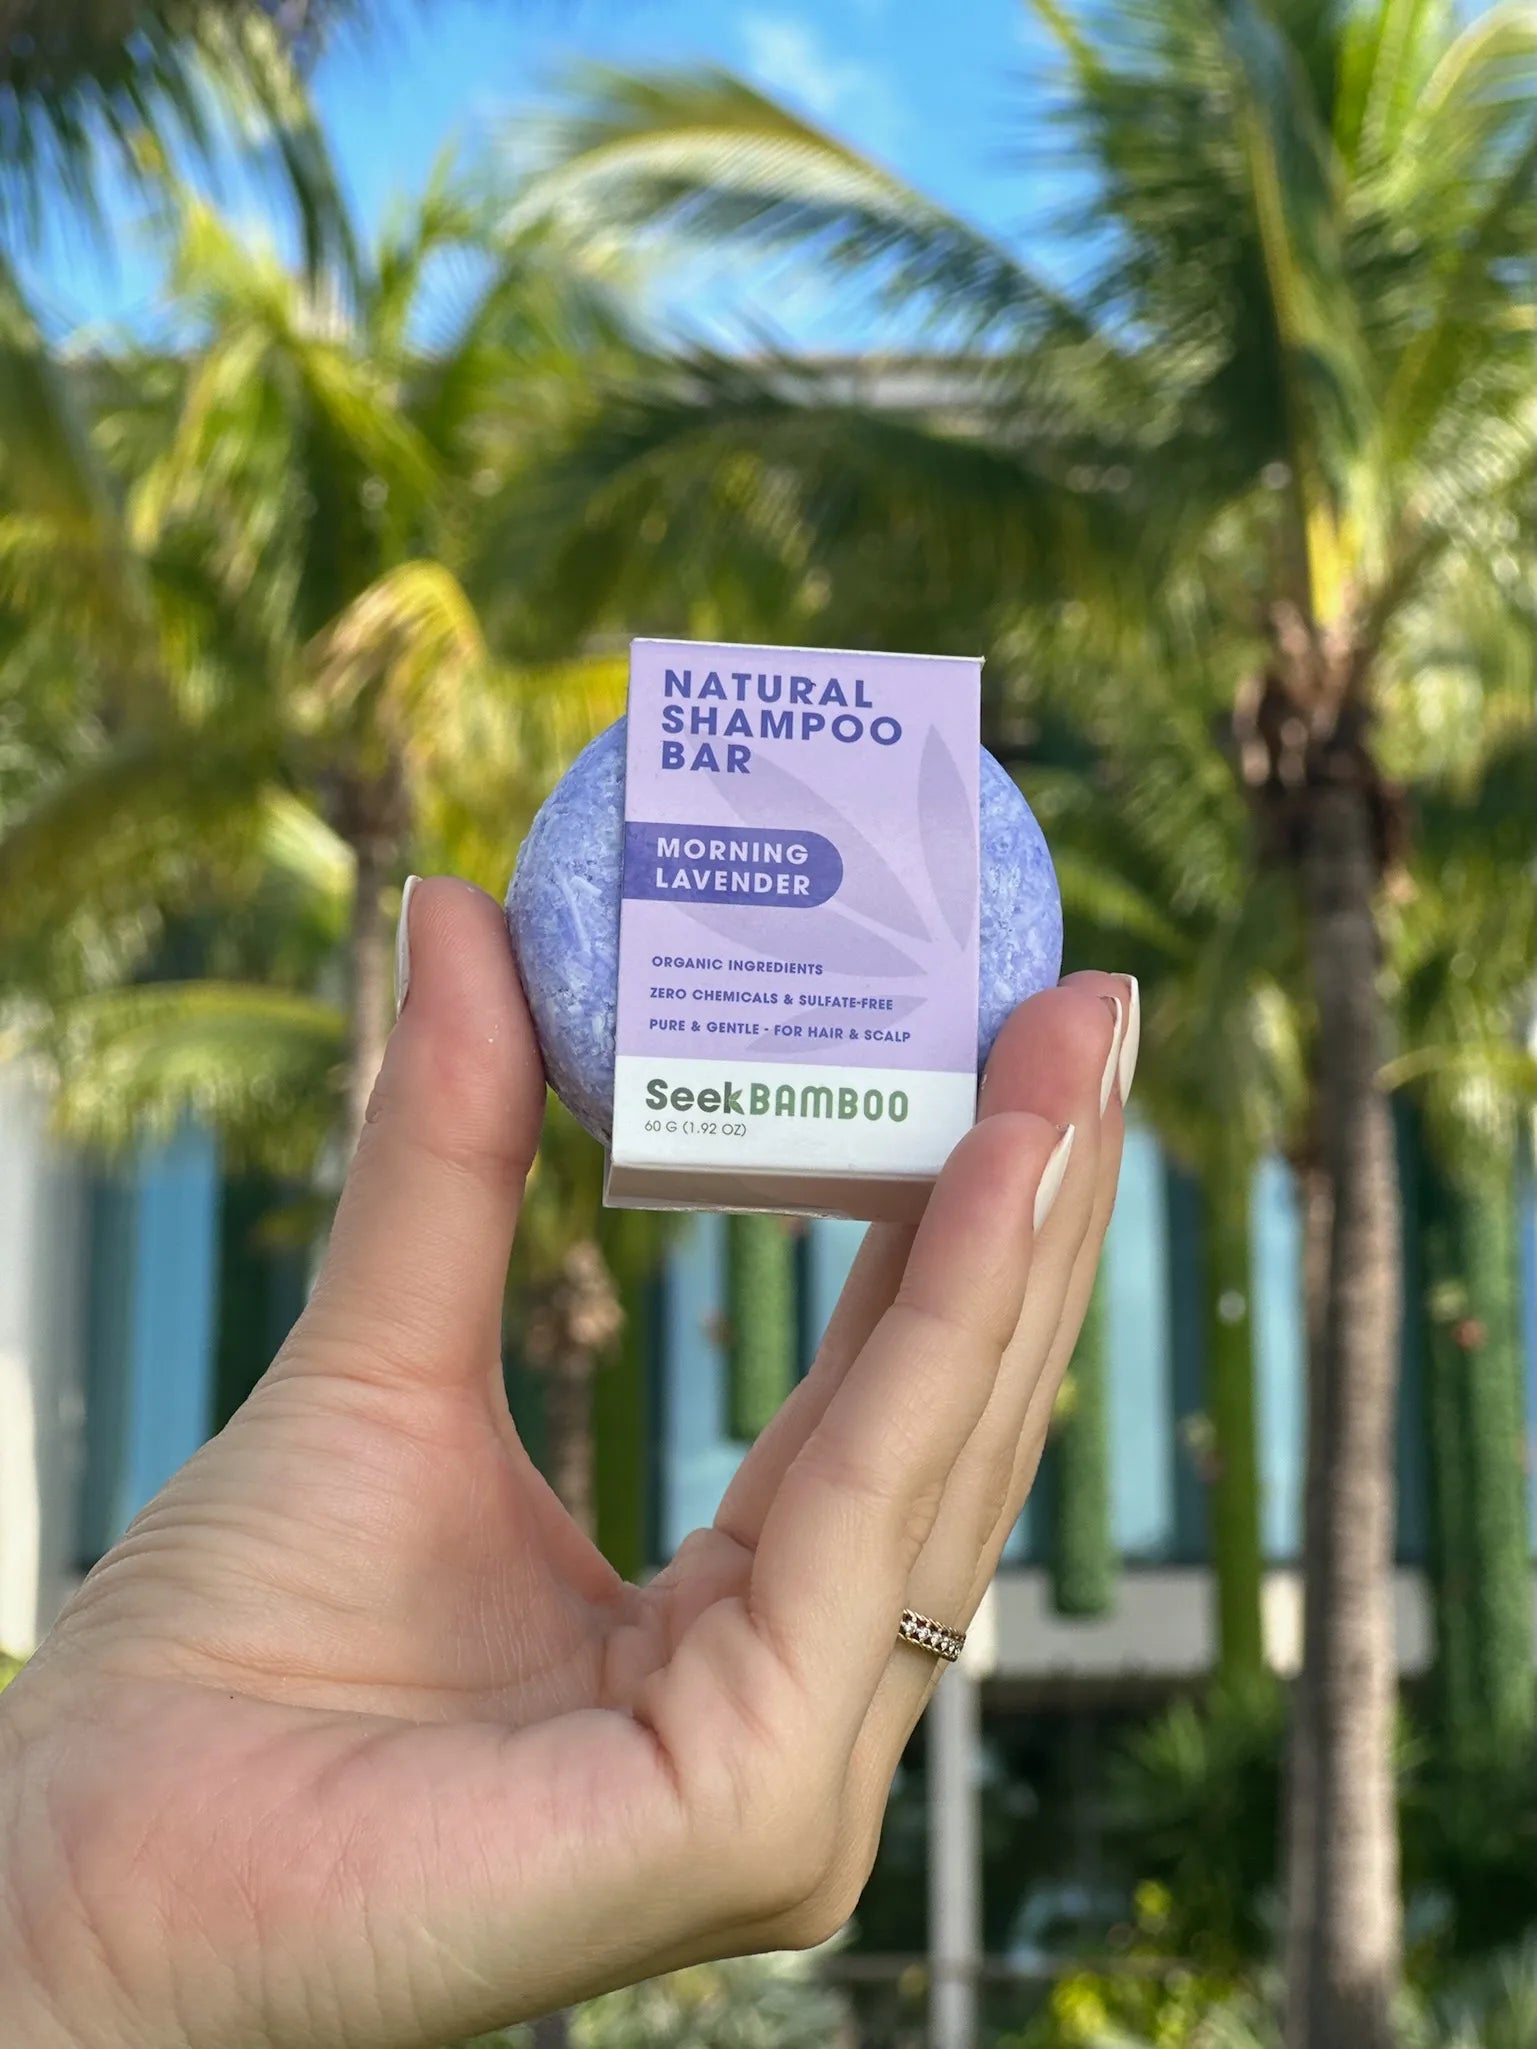 NATURAL
SHAMPOO
BAR
MORNING
LAVENDER
ORGANIC INGREDIENTS
ZERO CHEMICALS & SULFATE-FREE
PURE & GENTLE - FOR HAIR & SCALP
SeekBAMBOO
60 G (1.92 OZ)